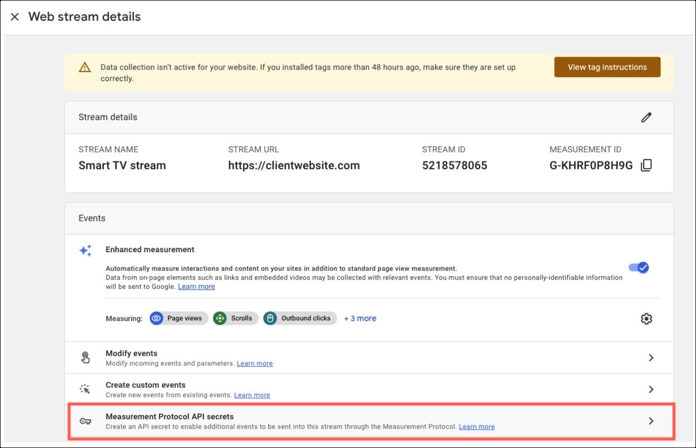 Web stream details
Data collection isn't active for your website. If you installed tags more than 48 hours ago, make sure they are set up
correctly.
View tag instructions
Stream details
STREAM NAME STREAM URL STREAM ID MEASUREMENT ID
Smart TV stream https://clientwebsite.com 5218578065 G-KHRF0P8H9G
Events
Enhanced measurement
Automatically measure interactions and content on your sites in addition to standard page view measurement.
Data from on-page elements such as links and embedded videos may be collected with relevant events. You must ensure that no personally-identifiable information
will be sent to Google. Learn more
Measuring: Page views Scrolls Outbound clicks + 3 more
Modify events
Modify incoming events and parameters. Learn more
Create custom events
Create new events from existing events. Learn more
Measurement Protocol API secrets
Create an API secret to enable additional events to be sent into this stream through the Measurement Protocol. Learn more